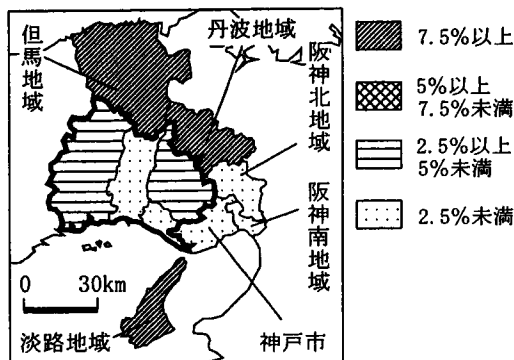 但馬地域
丹波地域
阪神北地域
阪神南地域
0 30km
淡路地域
神戸市
7.5%以上
5%以上
7.5%未満
2.5%以上
5%未満
2.5%未満